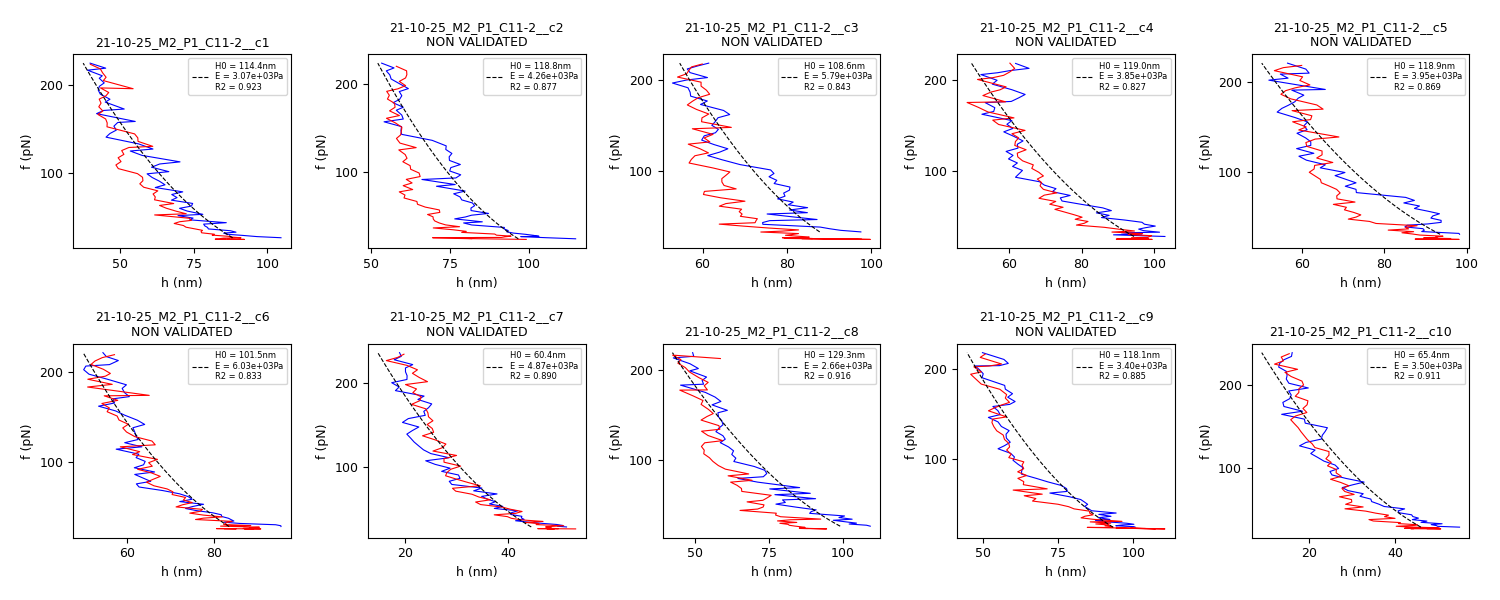 21-10-25_M2_P1_C11-2__c1
H0 = 114.4nm
E = 3.07e+03Pa
R2 = 0.923
200
100
f (pN)
50
75
100
h (nm)
21-10-25_M2_P1_C11-2__c2
NON VALIDATED
H0 = 118.8nm
E = 4.26e+03Pa
R2 = 0.877
200
100
f (pN)
50
75
100
h (nm)
21-10-25_M2_P1_C11-2__c3
NON VALIDATED
H0 = 108.6nm
E = 5.79e+03Pa
R2 = 0.843
200
100
f (pN)
60
80
100
h (nm)
21-10-25_M2_P1_C11-2__c4
NON VALIDATED
H0 = 119.0nm
E = 3.85e+03Pa
R2 = 0.827
200
100
f (pN)
60
80
100
h (nm)
21-10-25_M2_P1_C11-2__c5
NON VALIDATED
H0 = 118.9nm
E = 3.95e+03Pa
R2 = 0.869
200
100
f (pN)
60
80
100
h (nm)
21-10-25_M2_P1_C11-2__c6
NON VALIDATED
H0 = 101.5nm
E = 6.03e+03Pa
R2 = 0.833
200
100
f (pN)
60
80
h (nm)
21-10-25_M2_P1_C11-2__c7
NON VALIDATED
H0 = 60.4nm
E = 4.87e+03Pa
R2 = 0.890
200
100
f (pN)
20
40
h (nm)
21-10-25_M2_P1_C11-2__c8
H0 = 129.3nm
E = 2.66e+03Pa
R2 = 0.916
200
100
f (pN)
50
75
100
h (nm)
21-10-25_M2_P1_C11-2__c9
NON VALIDATED
H0 = 118.1nm
E = 3.40e+03Pa
R2 = 0.885
200
100
f (pN)
50
75
100
h (nm)
21-10-25_M2_P1_C11-2__c10
H0 = 65.4nm
E = 3.50e+03Pa
R2 = 0.911
200
100
f (pN)
20
40
h (nm)